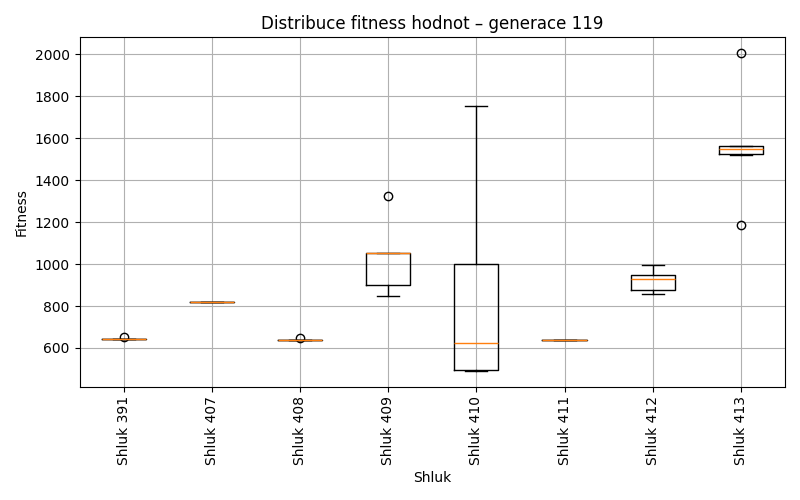 Distribuce fitness hodnot – generace 119
Fitness
2000
1800
1600
1400
1200
1000
800
600
Shluk 391
Shluk 407
Shluk 408
Shluk 409
Shluk 410
Shluk 411
Shluk 412
Shluk 413
Shluk